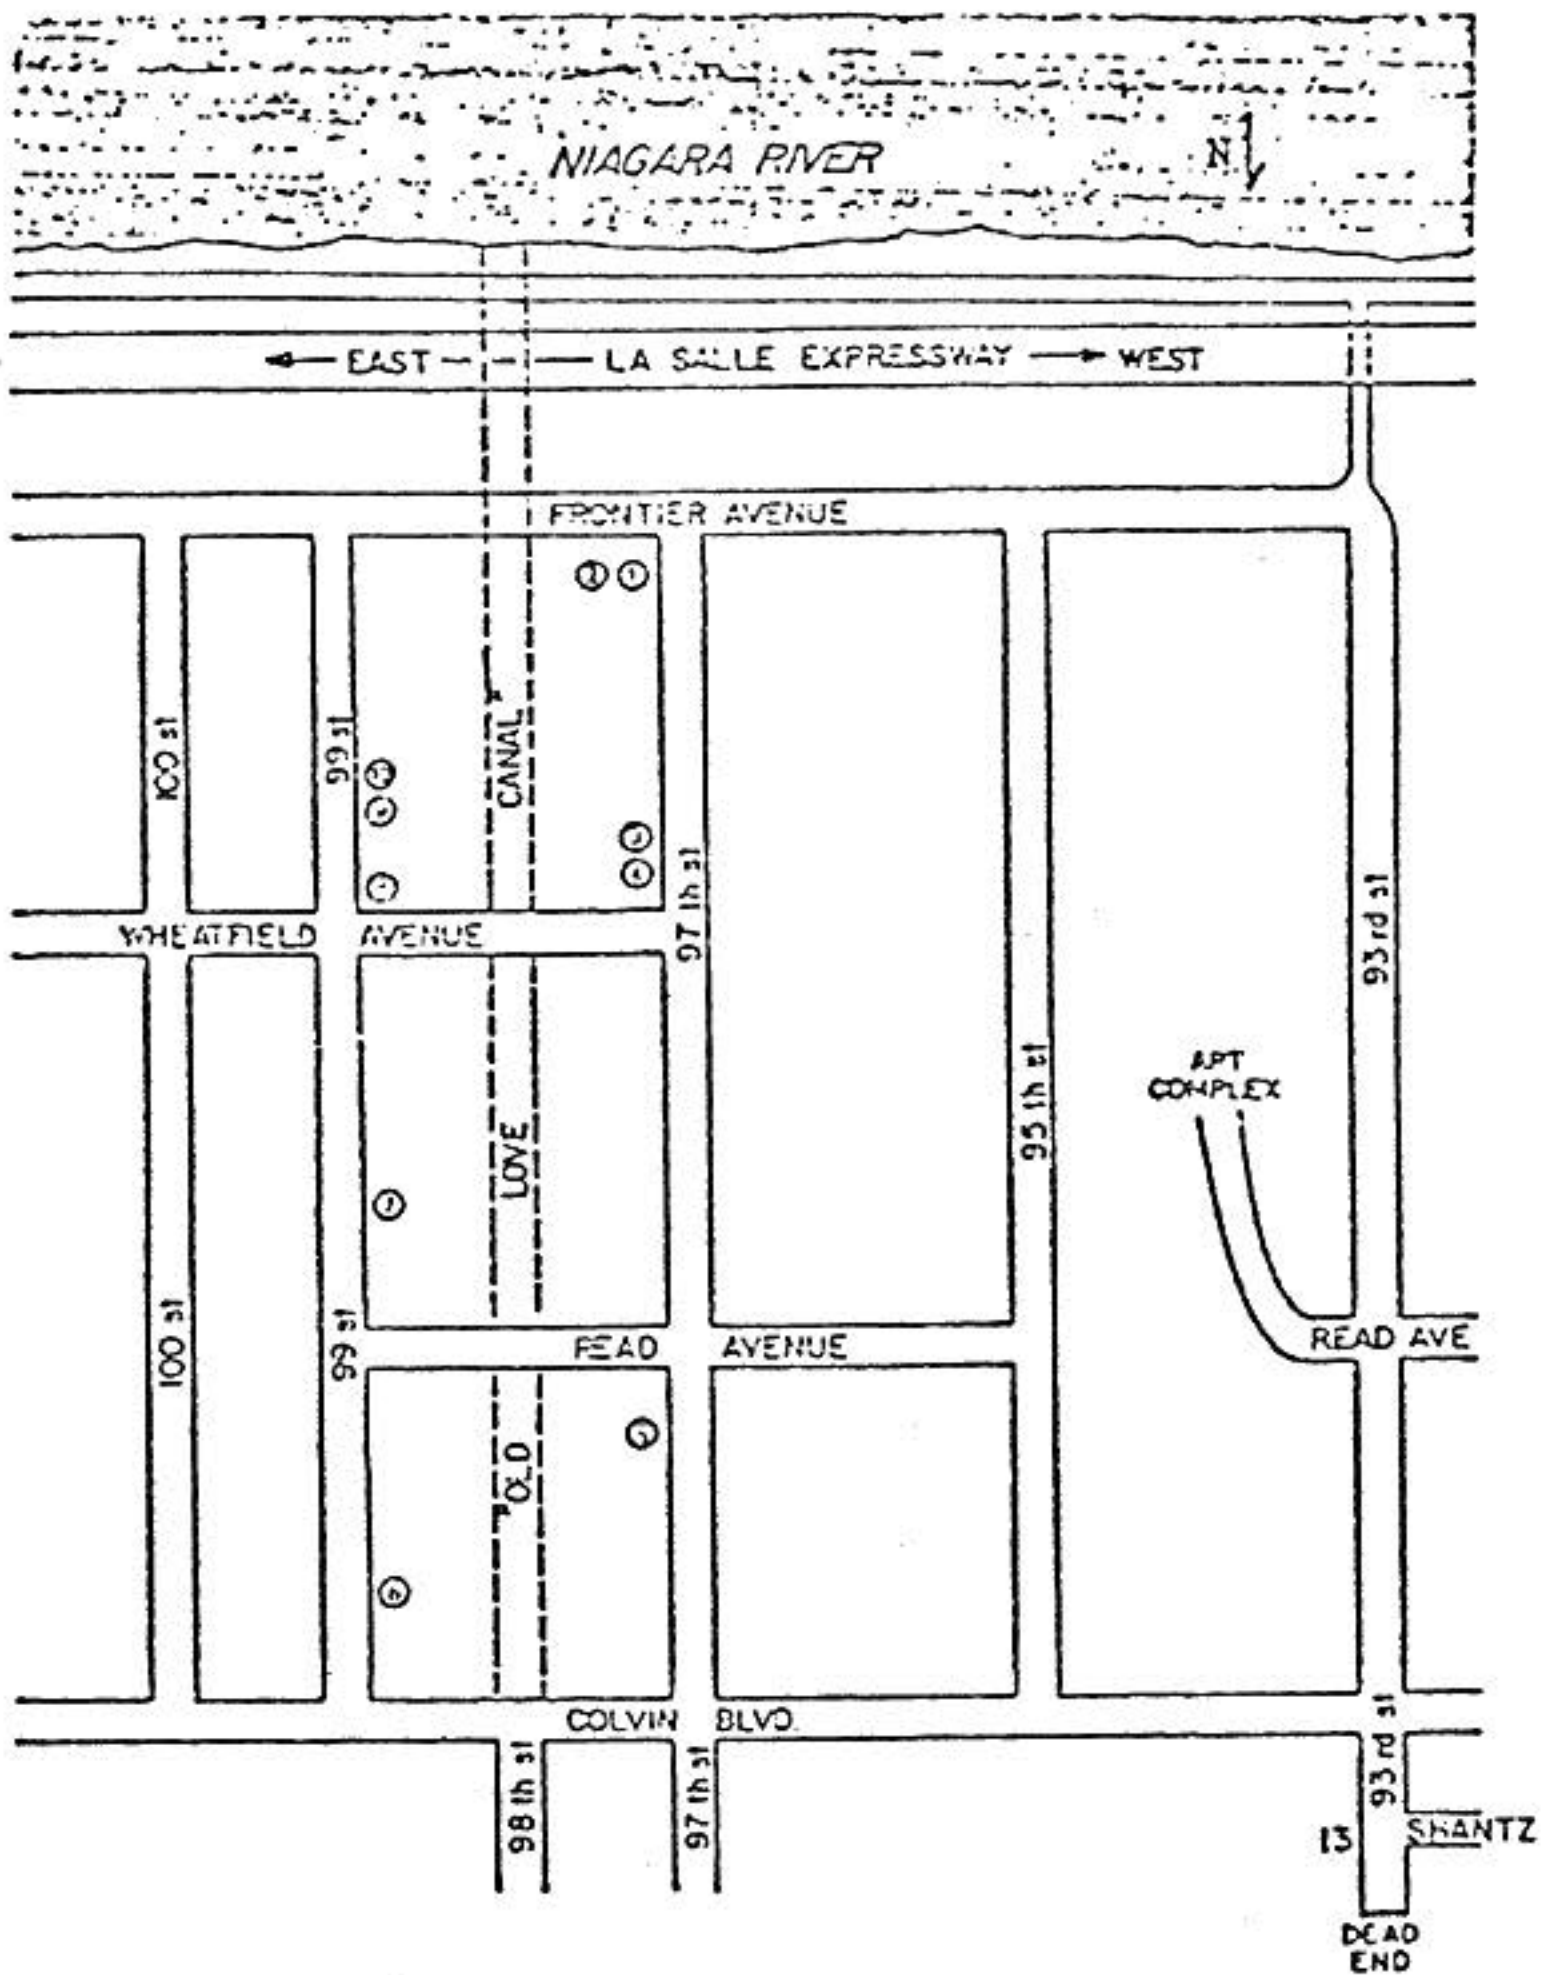 NIAGARA RIVER
N
EAST
LA SALLE EXPRESSWAY
WEST
FRONTIER AVENUE
2 1
100 st
99 st
"OLD LOVE CANAL"
97 th st
93 rd st
WHEATFIELD AVENUE
95 th st
APT
COMPLEX
100 st
99 st
READ AVENUE
READ AVE
COLVIN BLVD.
98 th st
97 th st
93 rd st
13
SHANTZ
DEAD
END